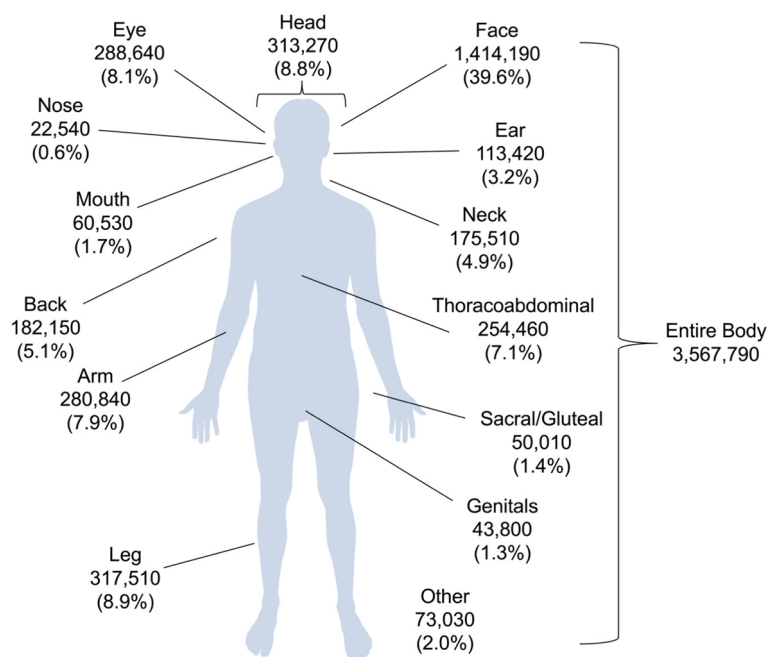 Eye
288,640
(8.1%)
Head
313,270
(8.8%)
Face
1,414,190
(39.6%)
Nose
22,540
(0.6%)
Ear
113,420
(3.2%)
Mouth
60,530
(1.7%)
Neck
175,510
(4.9%)
Back
182,150
(5.1%)
Thoracoabdominal
254,460
(7.1%)
Entire Body
3,567,790
Arm
280,840
(7.9%)
Sacral/Gluteal
50,010
(1.4%)
Genitals
43,800
(1.3%)
Leg
317,510
(8.9%)
Other
73,030
(2.0%)